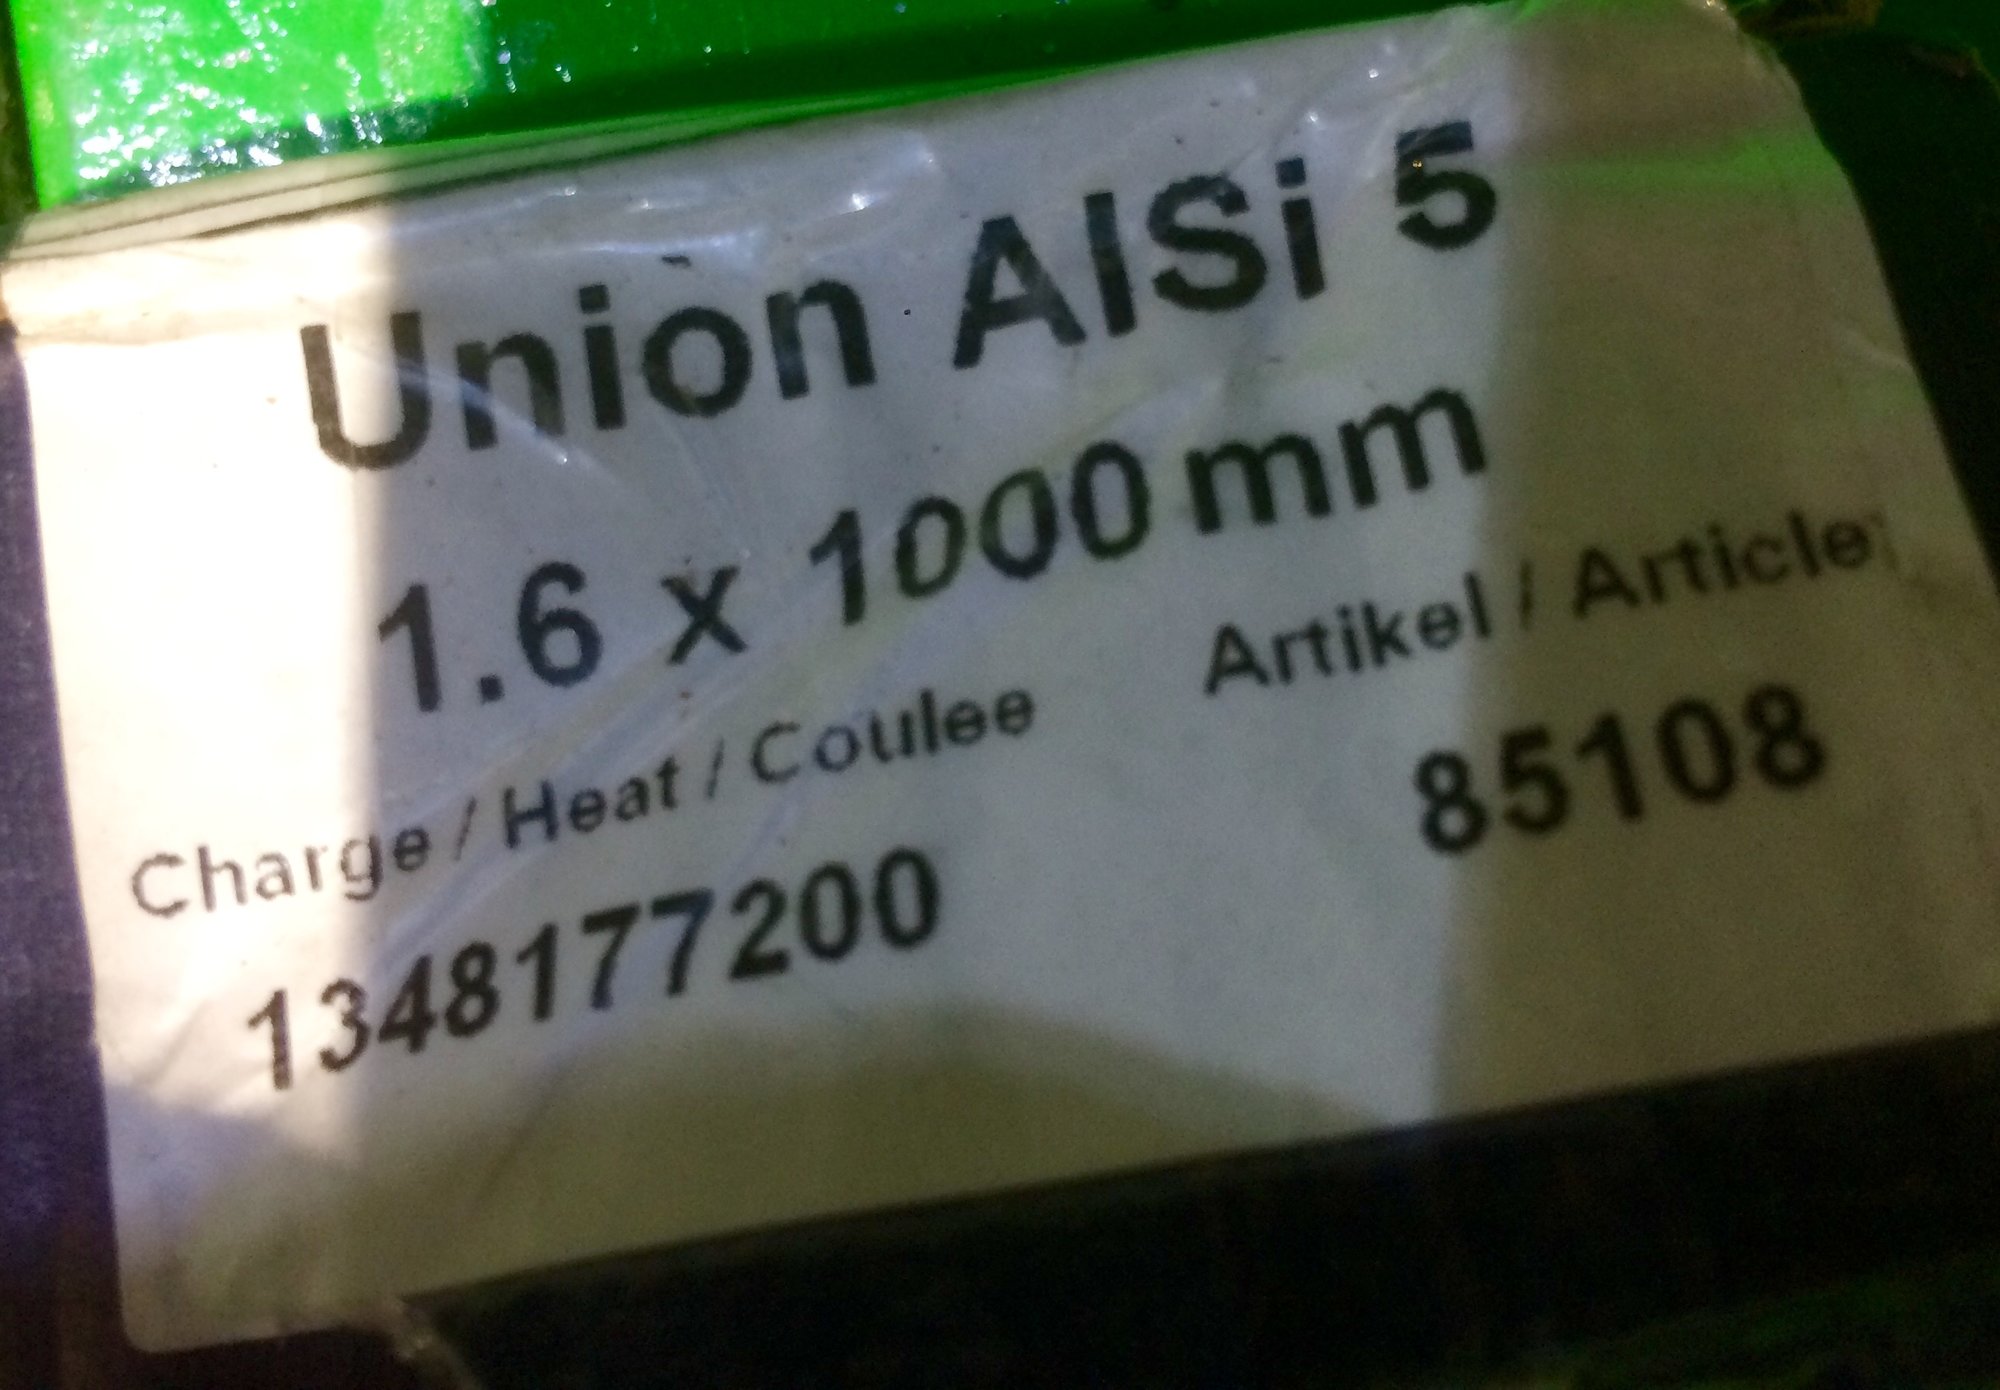 Union AlSi 5
1.6 x 1000 mm
Charge / Heat / Coulee
Artikel / Article
1348177200
85108